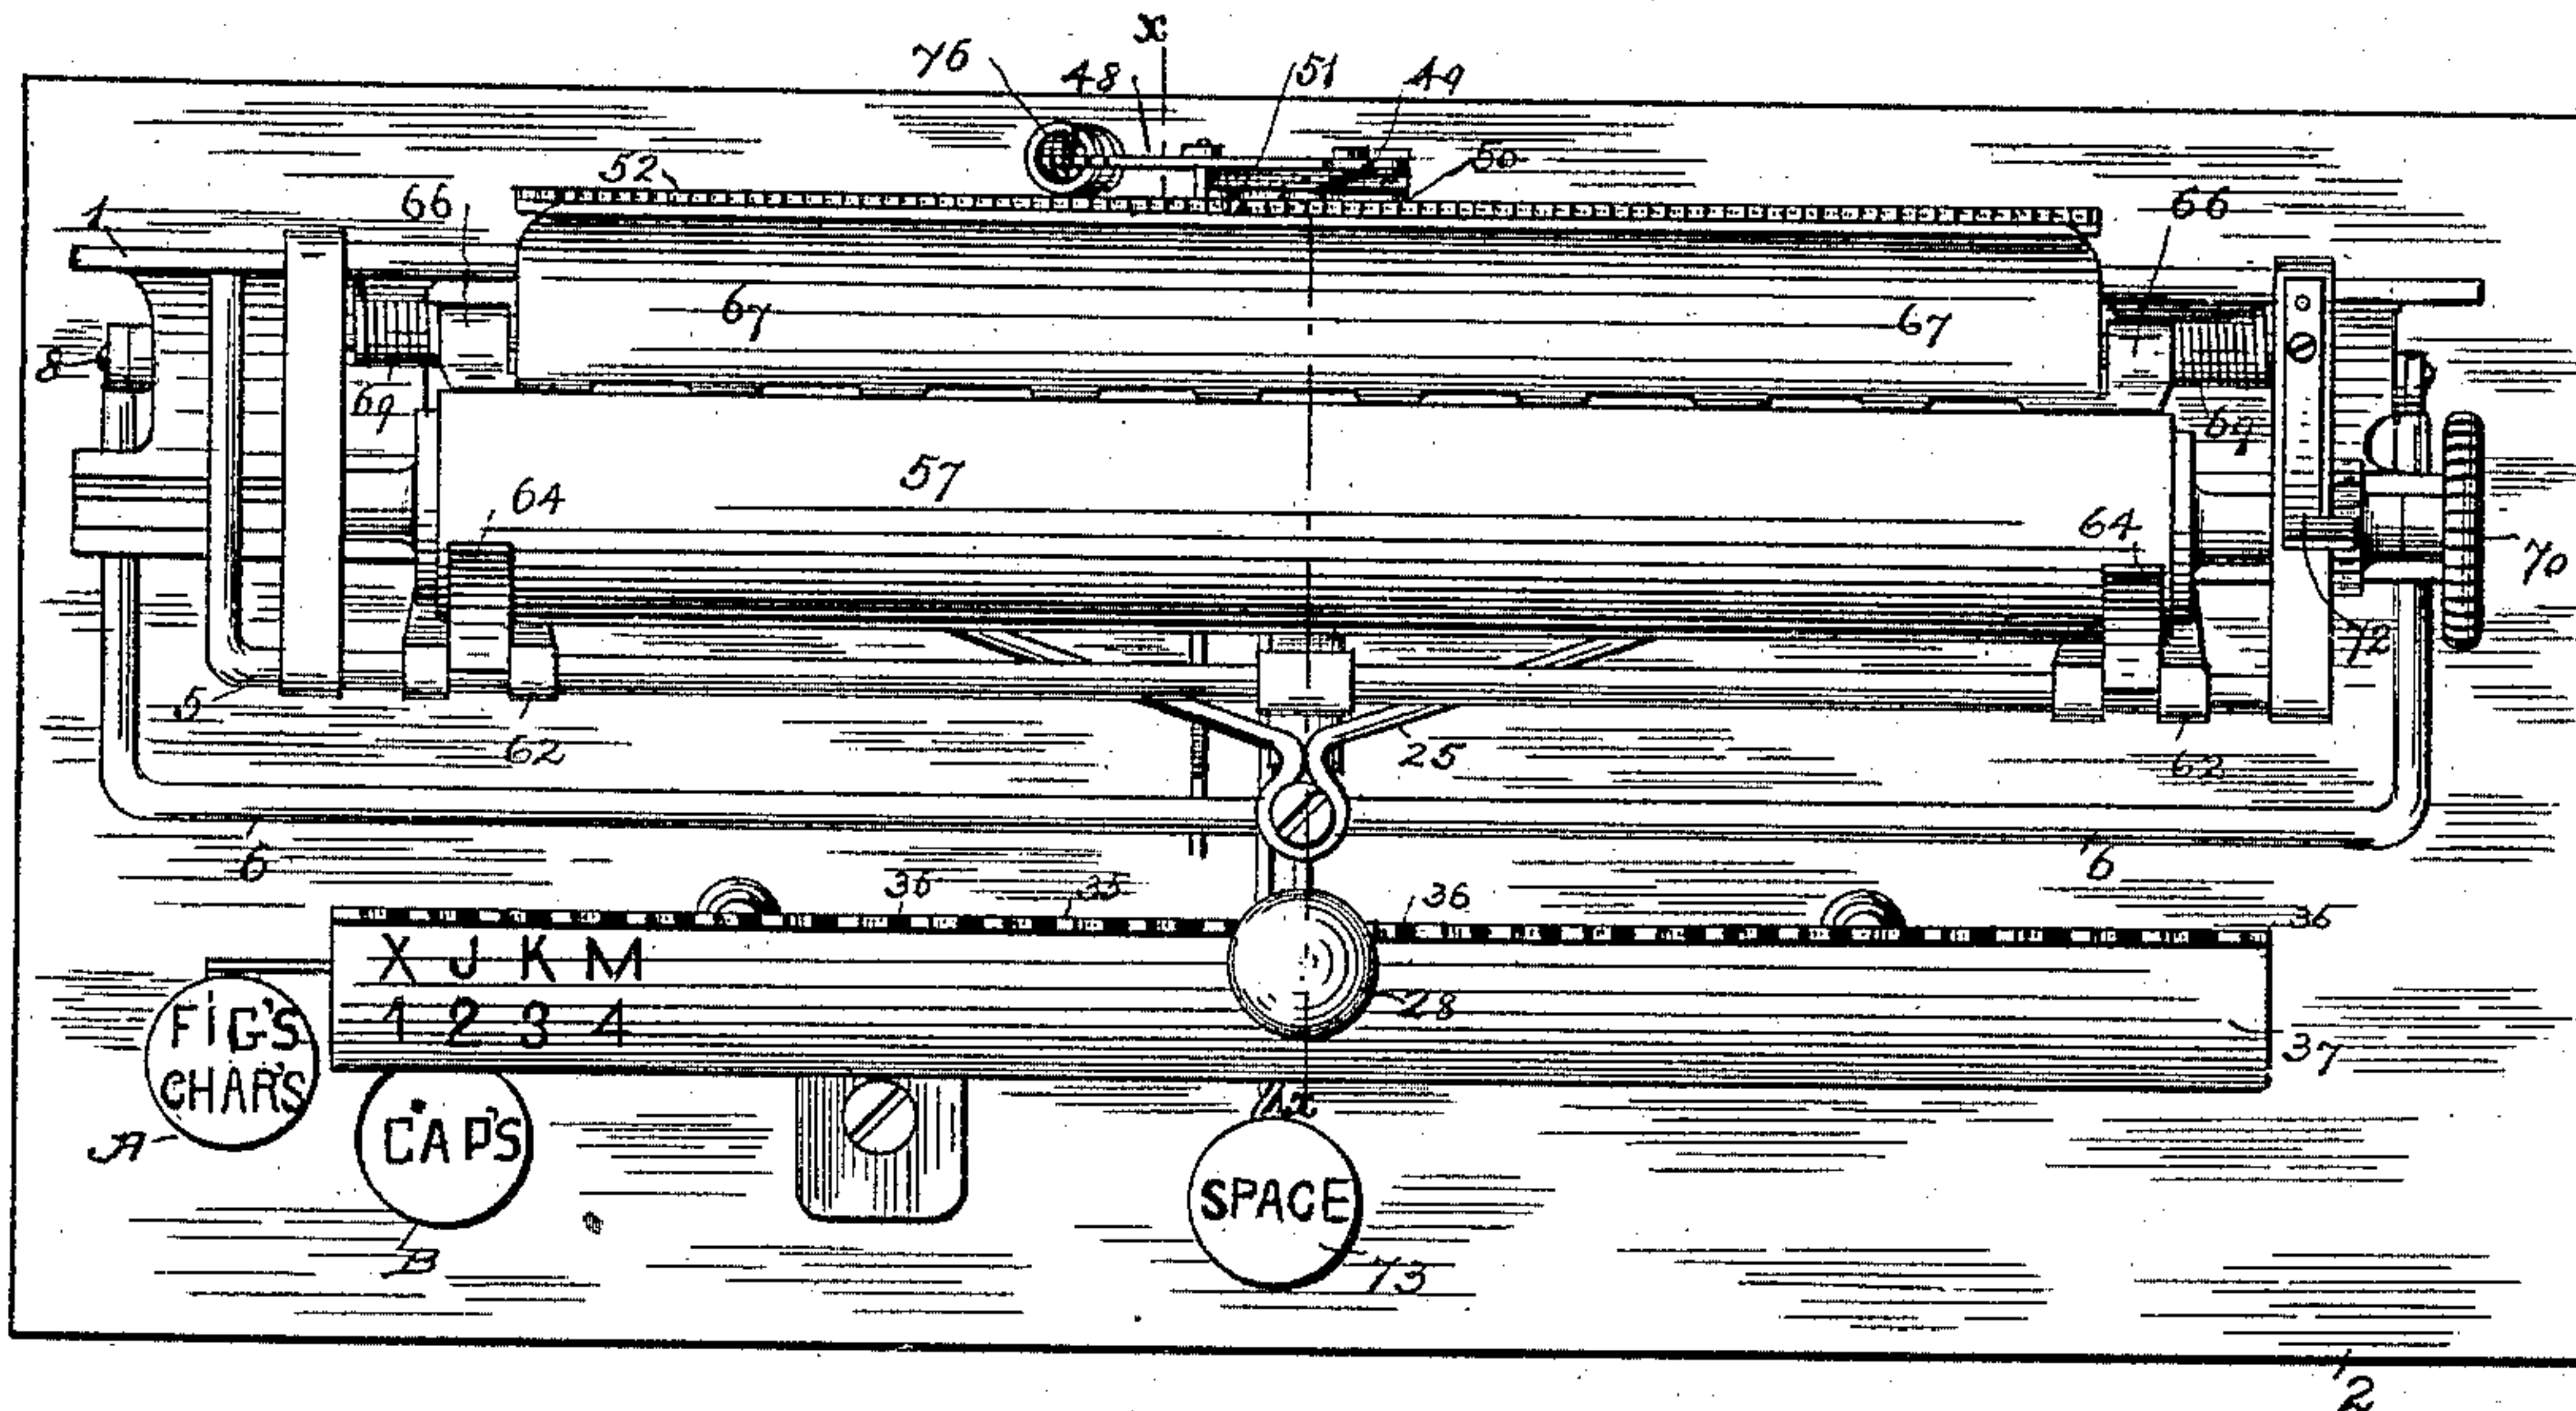 x
76 48 51 49
52 50
66 66
1
67 67
8
69 69
57
64 64
70
72
5
62 25 62
6 6
36 35 36 36
X J K M
1 2 3 4
28
37
FIG'S
CHAR'S
x
A
CAP'S
SPACE
B
73
2